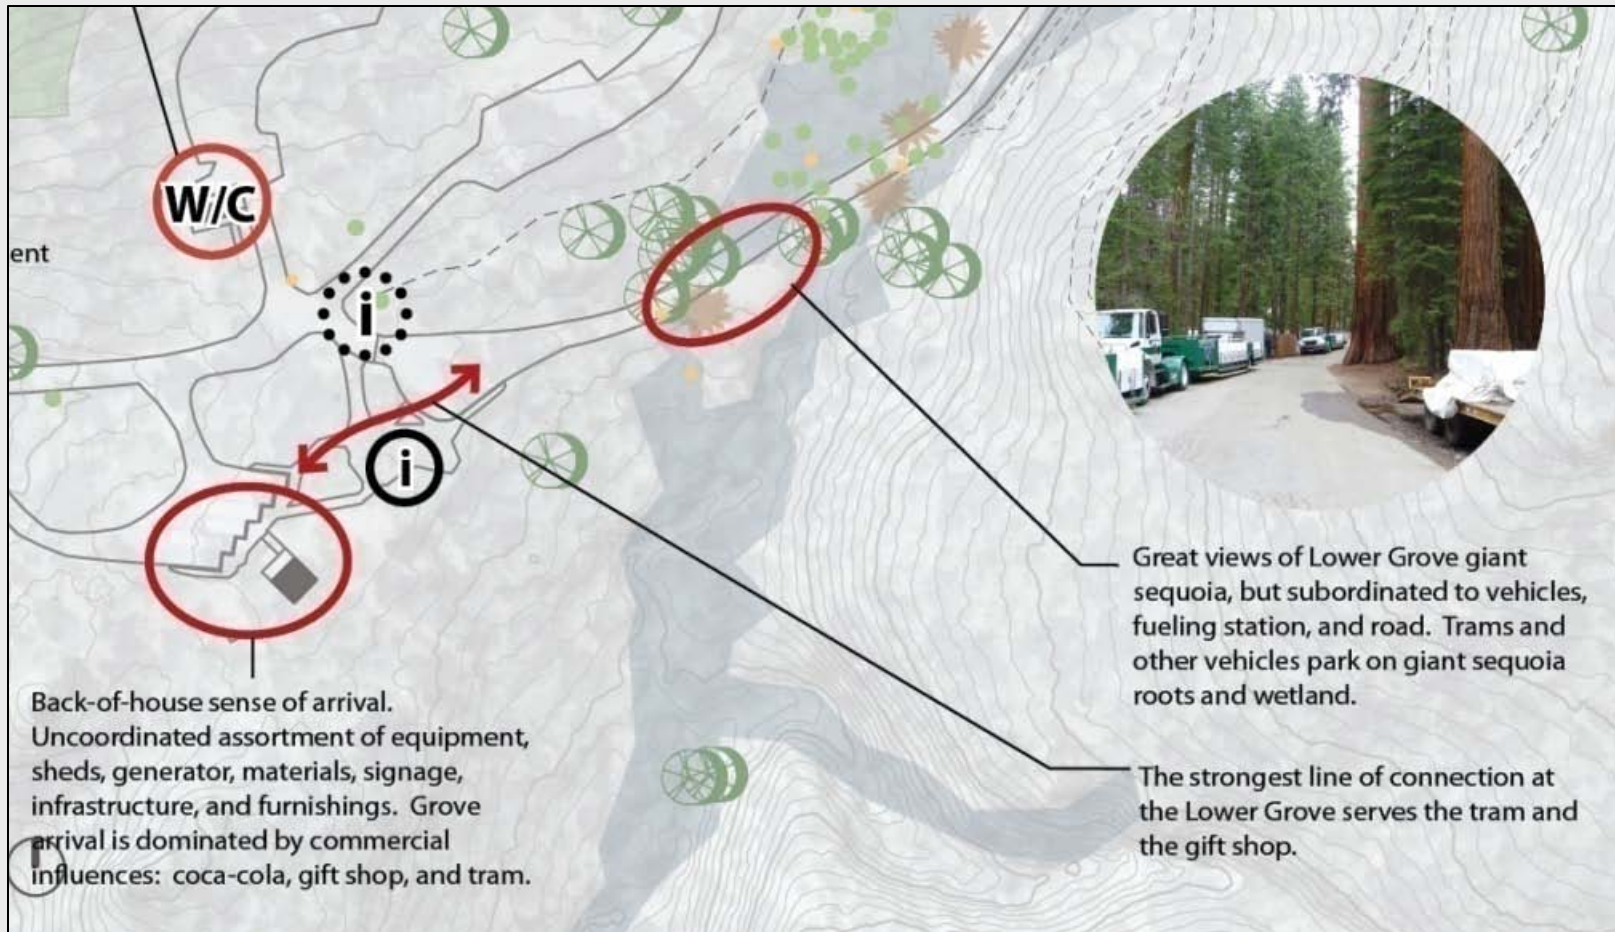 W/C
ent
i
i
Great views of Lower Grove giant
sequoia, but subordinated to vehicles,
fueling station, and road.  Trams and
other vehicles park on giant sequoia
roots and wetland.
Back-of-house sense of arrival.
Uncoordinated assortment of equipment,
sheds, generator, materials, signage,
infrastructure, and furnishings.  Grove
arrival is dominated by commercial
influences:  coca-cola, gift shop, and tram.
The strongest line of connection at
the Lower Grove serves the tram and
the gift shop.